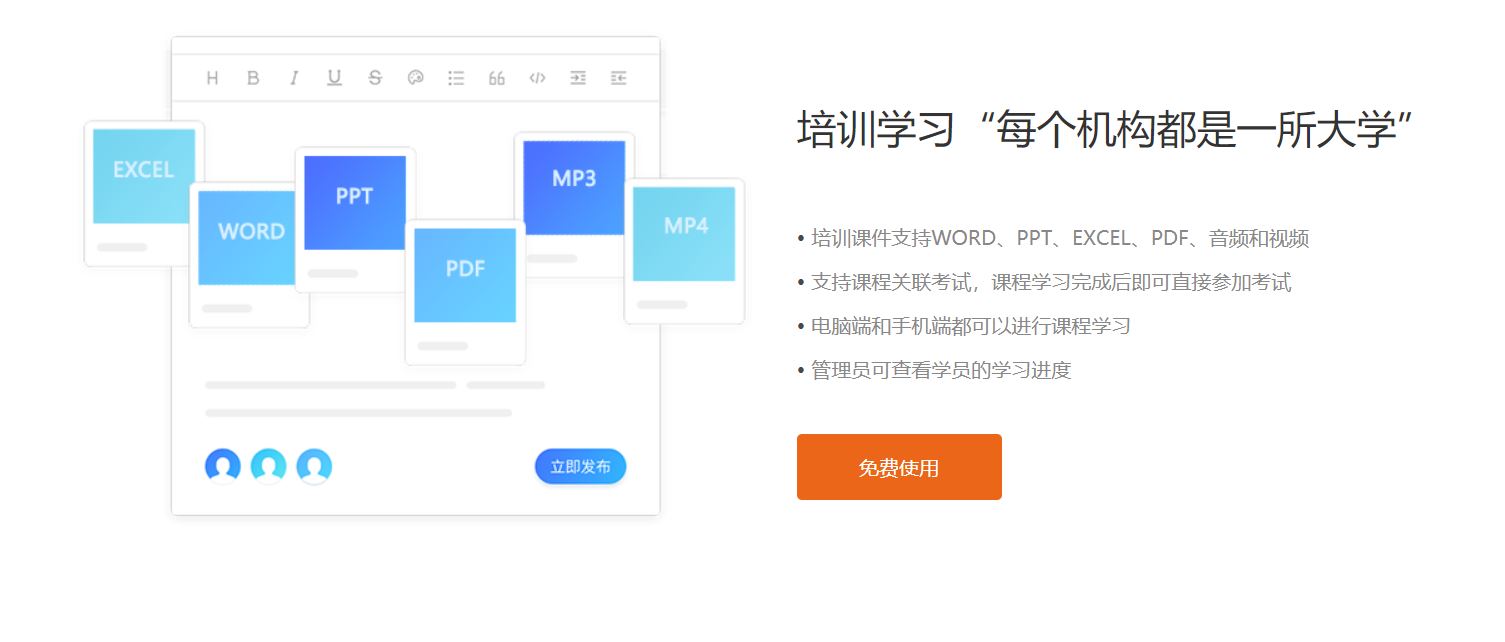 H B I U S
EXCEL
WORD
PPT
PDF
MP3
MP4
立即发布
培训学习“每个机构都是一所大学”
• 培训课件支持WORD、PPT、EXCEL、PDF、音频和视频
• 支持课程关联考试，课程学习完成后即可直接参加考试
• 电脑端和手机端都可以进行课程学习
• 管理员可查看学员的学习进度
免费使用